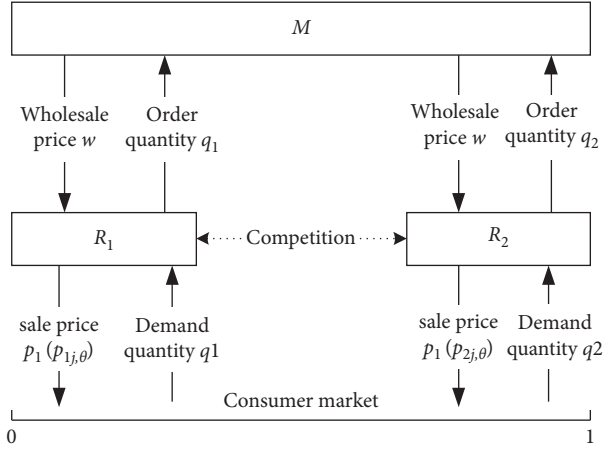 M
Wholesale
price w
Order
quantity q₁
Wholesale
price w
Order
quantity q₂
R₁
Competition
R₂
sale price
p₁ (p₁ⱼ,θ)
Demand
quantity q1
sale price
p₁ (p₂ⱼ,θ)
Demand
quantity q2
Consumer market
0
1